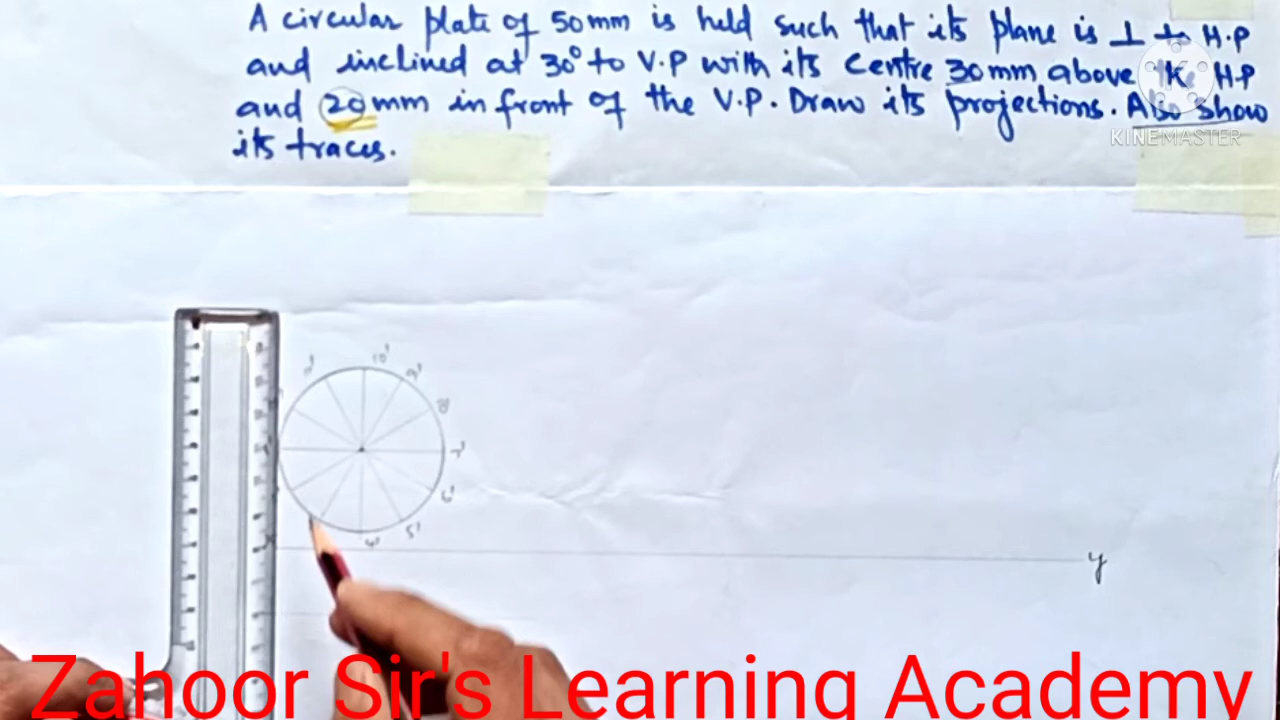 A circular plate of 50mm is held such that its plane is ⊥ to H.P
and inclined at 30° to V.P with its centre 30mm above H.P
and 20mm in front of the V.P. Draw its projections. Also show
its traces.
KINEMASTER
10'
9'
8'
7'
6'
5'
4'
y
Zahoor Sir's Learning Academy